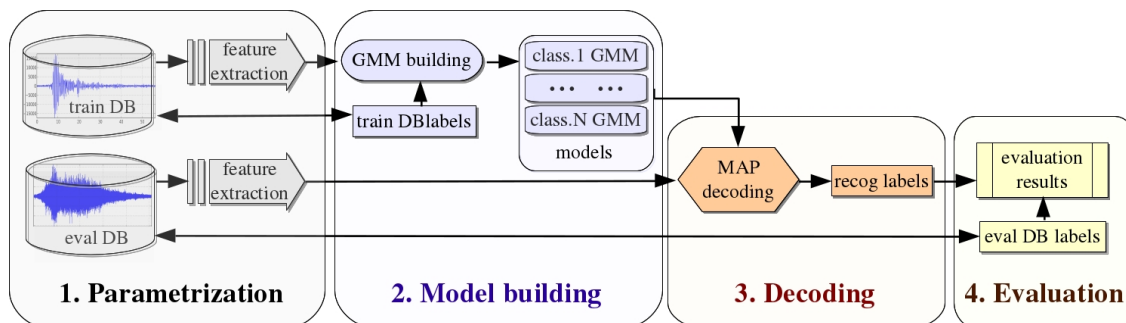 feature
extraction
train DB
GMM building
train DBlabels
class.1 GMM
... ...
class.N GMM
models
feature
extraction
eval DB
MAP
decoding
recog labels
evaluation
results
eval DB labels
1. Parametrization
2. Model building
3. Decoding
4. Evaluation